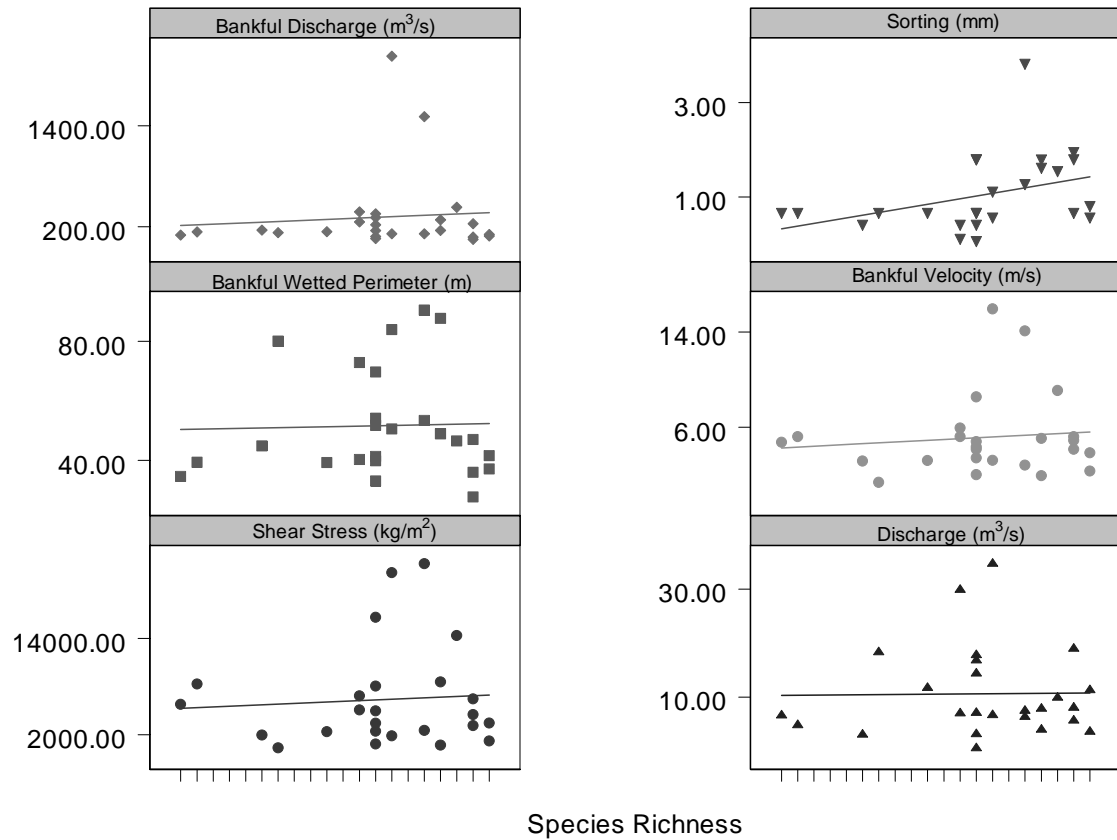 Bankful Discharge (m³/s)
1400.00
200.00
Bankful Wetted Perimeter (m)
80.00
40.00
Shear Stress (kg/m²)
14000.00
2000.00
Sorting (mm)
3.00
1.00
Bankful Velocity (m/s)
14.00
6.00
Discharge (m³/s)
30.00
10.00
Species Richness